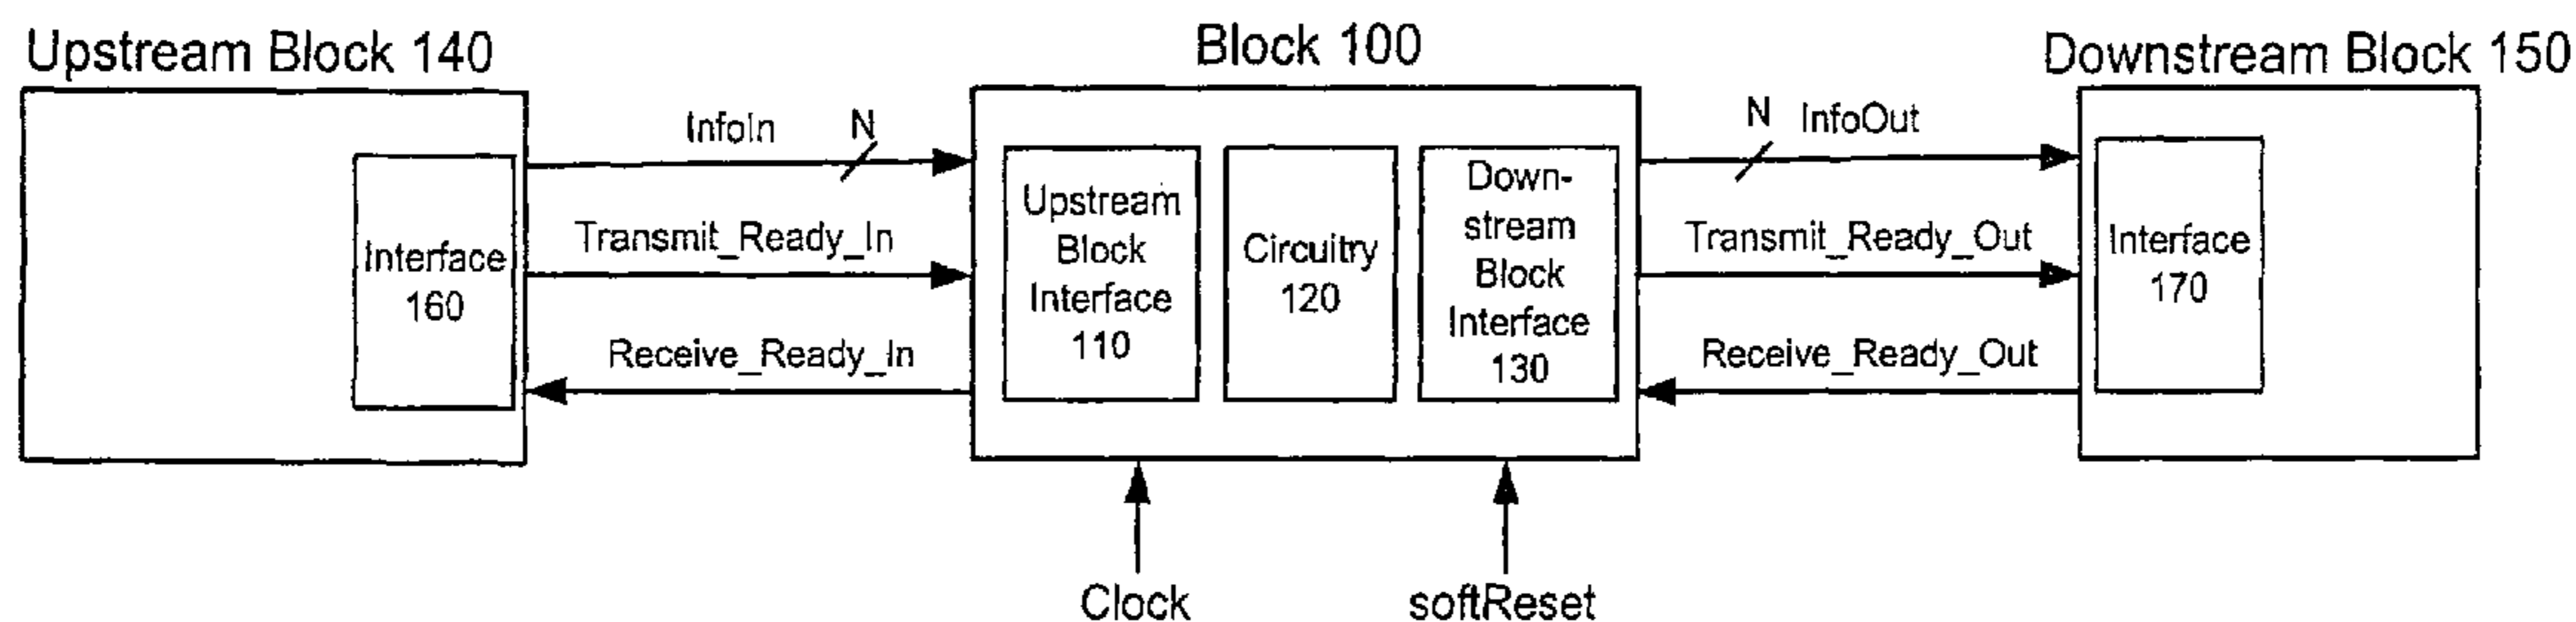 Upstream Block 140
Block 100
Downstream Block 150
InfoIn
N
N
InfoOut
Transmit_Ready_In
Transmit_Ready_Out
Receive_Ready_In
Receive_Ready_Out
Interface
160
Upstream
Block
Interface
110
Circuitry
120
Down-
stream
Block
Interface
130
Interface
170
Clock
softReset